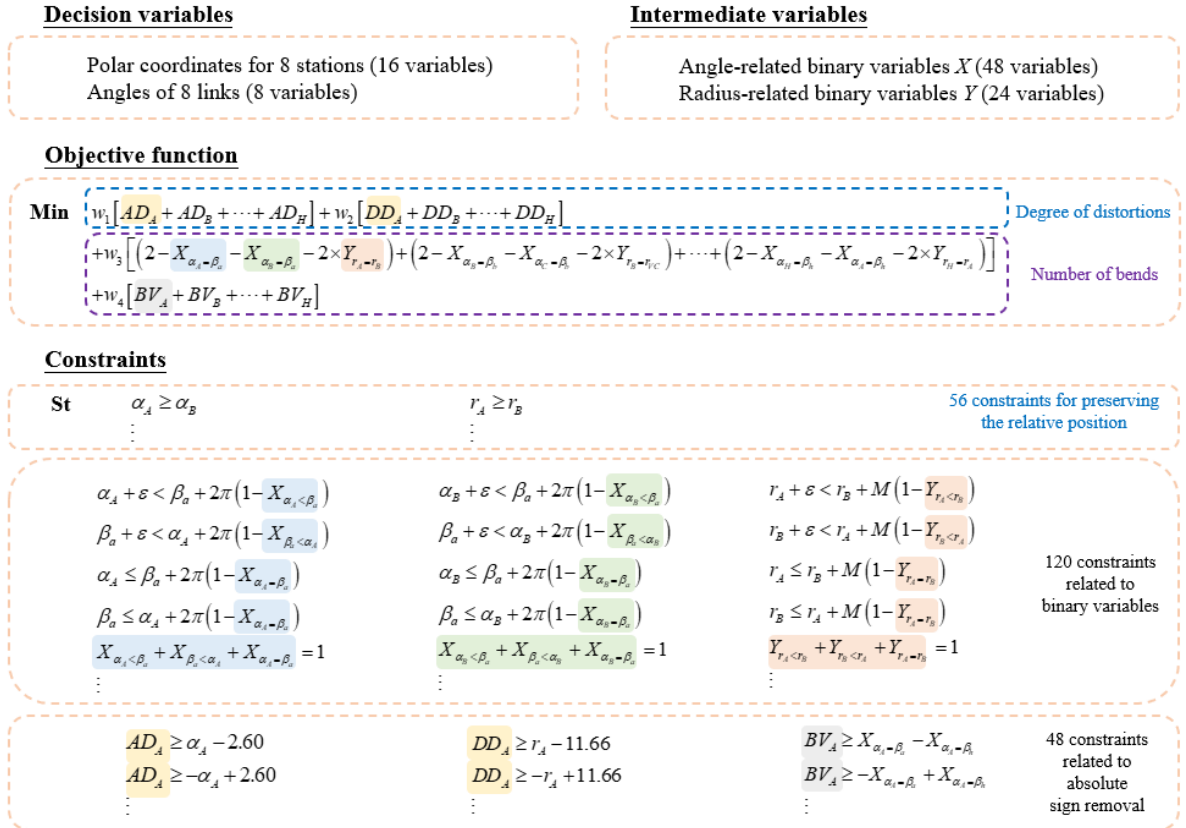 Decision variables
Intermediate variables
Polar coordinates for 8 stations (16 variables)
Angles of 8 links (8 variables)
Angle-related binary variables X (48 variables)
Radius-related binary variables Y (24 variables)
Objective function
Min w₁[AD_A + AD_B + ⋯ + AD_H] + w₂[DD_A + DD_B + ⋯ + DD_H]
Degree of distortions
+w₃[(2 − X_{α_A=β_a} − X_{α_B=β_a} − 2×Y_{r_A=r_B}) + (2 − X_{α_B=β_b} − X_{α_C=β_b} − 2×Y_{r_B=r_{VC}}) + ⋯ + (2 − X_{α_H=β_h} − X_{α_A=β_h} − 2×Y_{r_H=r_A})]
+w₄[BV_A + BV_B + ⋯ + BV_H]
Number of bends
Constraints
St α_A ≥ α_B r_A ≥ r_B
⋮ ⋮
56 constraints for preserving
the relative position
α_A + ε < β_a + 2π(1 − X_{α_A<β_a}) α_B + ε < β_a + 2π(1 − X_{α_B<β_a}) r_A + ε < r_B + M(1 − Y_{r_A<r_B})
β_a + ε < α_A + 2π(1 − X_{β_a<α_A}) β_a + ε < α_B + 2π(1 − X_{β_a<α_B}) r_B + ε < r_A + M(1 − Y_{r_B<r_A})
α_A ≤ β_a + 2π(1 − X_{α_A=β_a}) α_B ≤ β_a + 2π(1 − X_{α_B=β_a}) r_A ≤ r_B + M(1 − Y_{r_A=r_B})
β_a ≤ α_A + 2π(1 − X_{α_A=β_a}) β_a ≤ α_B + 2π(1 − X_{α_B=β_a}) r_B ≤ r_A + M(1 − Y_{r_A=r_B})
X_{α_A<β_a} + X_{β_a<α_A} + X_{α_A=β_a} = 1 X_{α_B<β_a} + X_{β_a<α_B} + X_{α_B=β_a} = 1 Y_{r_A<r_B} + Y_{r_B<r_A} + Y_{r_A=r_B} = 1
⋮ ⋮ ⋮
120 constraints
related to
binary variables
AD_A ≥ α_A − 2.60 DD_A ≥ r_A − 11.66 BV_A ≥ X_{α_A=β_a} − X_{α_A=β_h}
AD_A ≥ −α_A + 2.60 DD_A ≥ −r_A + 11.66 BV_A ≥ −X_{α_A=β_a} + X_{α_A=β_h}
⋮ ⋮ ⋮
48 constraints
related to
absolute
sign removal